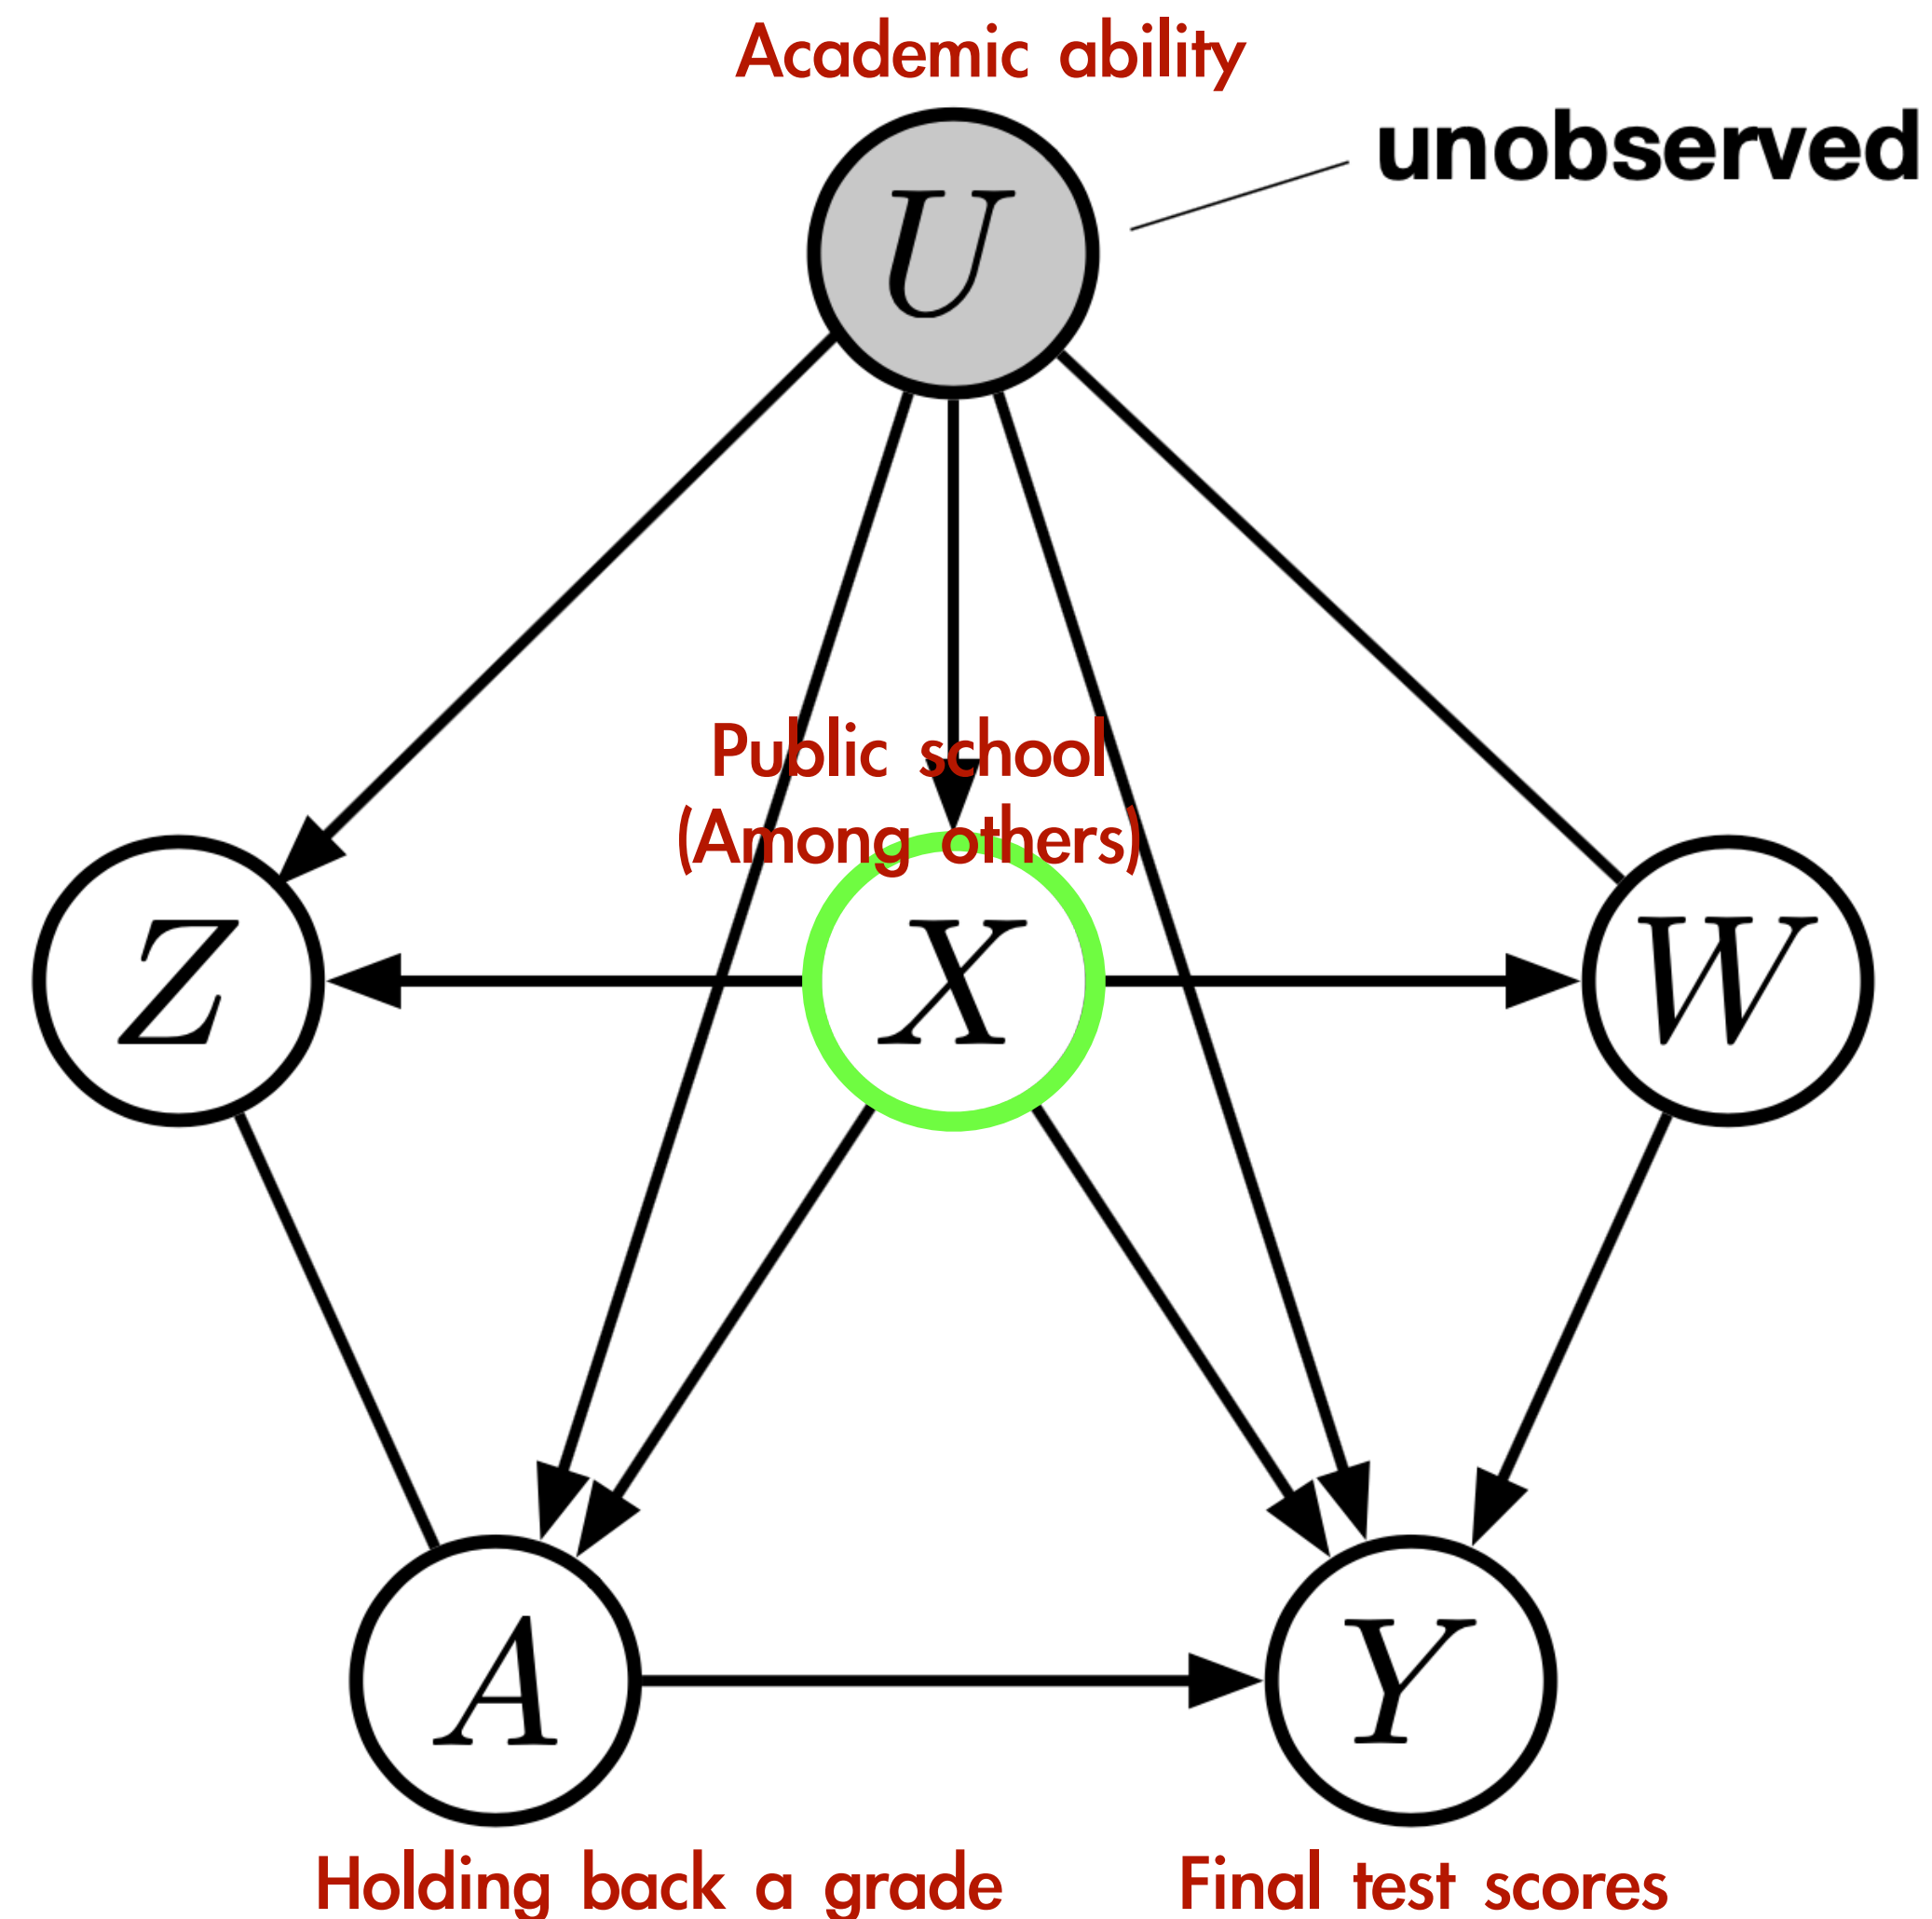 Academic ability
unobserved
U
Public school
(Among others)
Z
X
W
A
Y
Holding back a grade
Final test scores